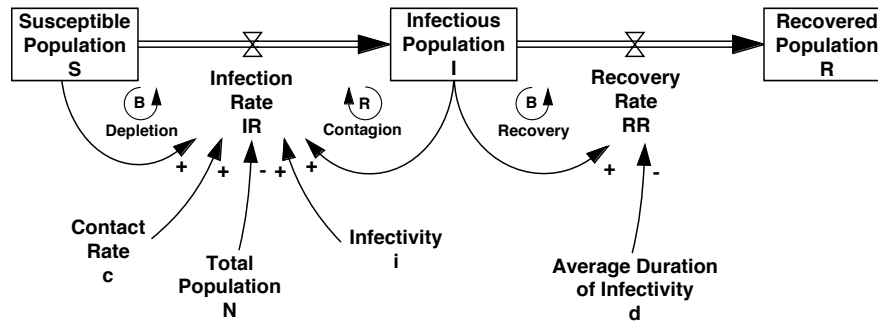 Susceptible
Population
S
Infectious
Population
I
Recovered
Population
R
Infection
Rate
IR
Recovery
Rate
RR
B
Depletion
R
Contagion
B
Recovery
+
+
-
+
+
+
-
Contact
Rate
c
Total
Population
N
Infectivity
i
Average Duration
of Infectivity
d